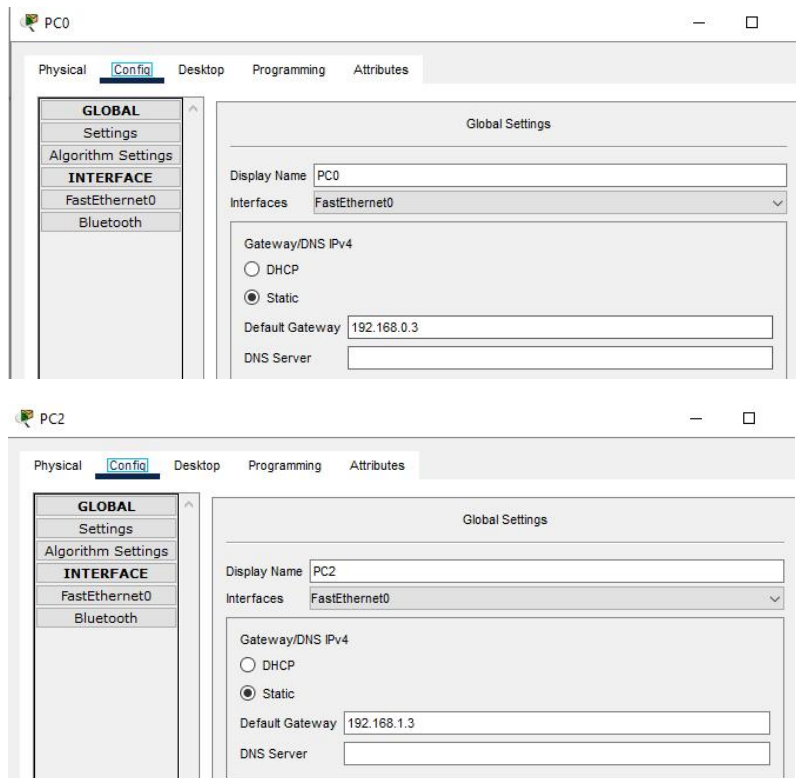 PC0
Physical Config Desktop Programming Attributes
GLOBAL
Settings
Algorithm Settings
INTERFACE
FastEthernet0
Bluetooth
Global Settings
Display Name PC0
Interfaces FastEthernet0
Gateway/DNS IPv4
DHCP
Static
Default Gateway 192.168.0.3
DNS Server
PC2
Physical Config Desktop Programming Attributes
GLOBAL
Settings
Algorithm Settings
INTERFACE
FastEthernet0
Bluetooth
Global Settings
Display Name PC2
Interfaces FastEthernet0
Gateway/DNS IPv4
DHCP
Static
Default Gateway 192.168.1.3
DNS Server